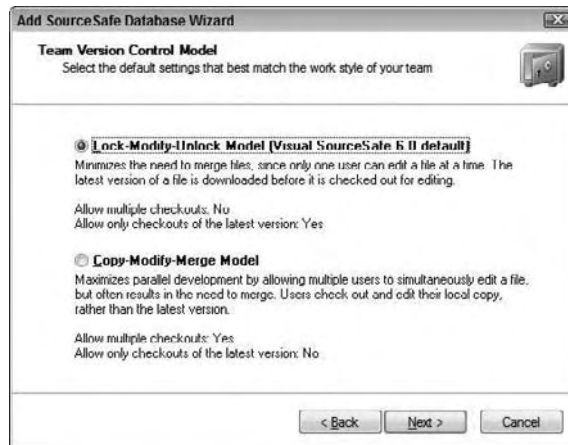 Add SourceSafe Database Wizard
Team Version Control Model
Select the default settings that best match the work style of your team
Lock-Modify-Unlock Model (Visual SourceSafe 6.0 default)
Minimizes the need to merge files, since only one user can edit a file at a time. The
latest version of a file is downloaded before it is checked out for editing.
Allow multiple checkouts: No
Allow only checkouts of the latest version: Yes
Copy-Modify-Merge Model
Maximizes parallel development by allowing multiple users to simultaneously edit a file,
but often results in the need to merge. Users check out and edit their local copy,
rather than the latest version.
Allow multiple checkouts: Yes
Allow only checkouts of the latest version: No
< Back
Next >
Cancel